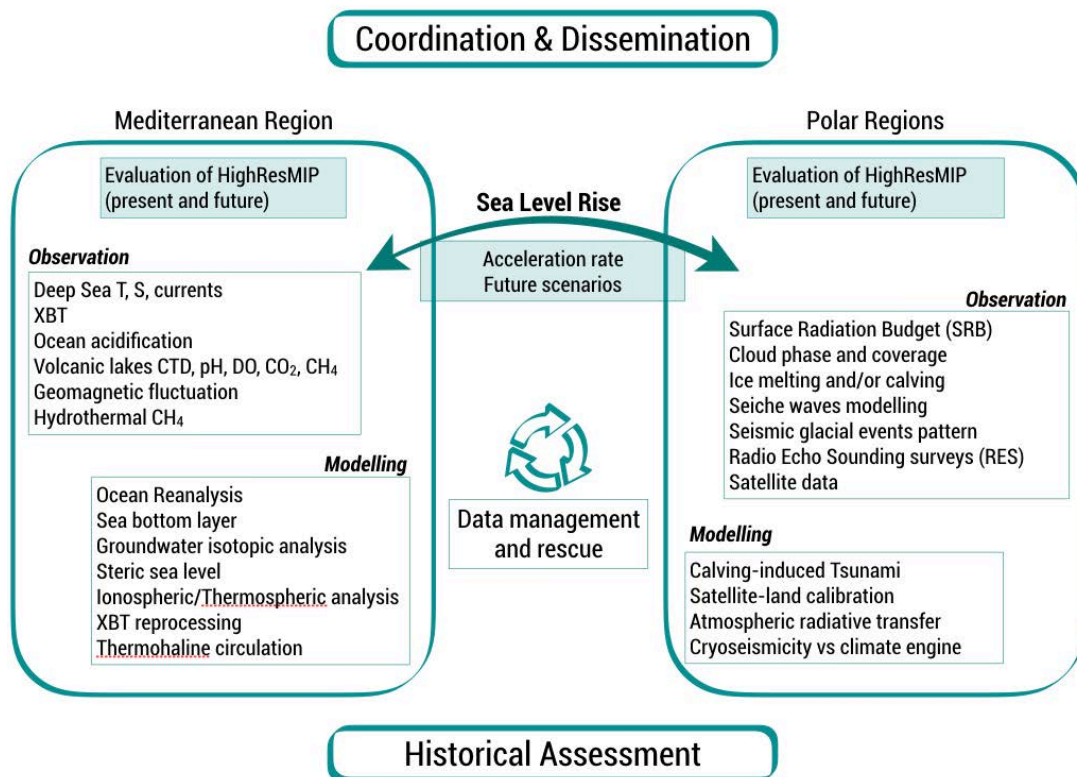 Coordination & Dissemination
Mediterranean Region
Evaluation of HighResMIP
(present and future)
Observation
Deep Sea T, S, currents
XBT
Ocean acidification
Volcanic lakes CTD, pH, DO, CO₂, CH₄
Geomagnetic fluctuation
Hydrothermal CH₄
Modelling
Ocean Reanalysis
Sea bottom layer
Groundwater isotopic analysis
Steric sea level
Ionospheric/Thermospheric analysis
XBT reprocessing
Thermohaline circulation
Sea Level Rise
Acceleration rate
Future scenarios
Data management
and rescue
Polar Regions
Evaluation of HighResMIP
(present and future)
Observation
Surface Radiation Budget (SRB)
Cloud phase and coverage
Ice melting and/or calving
Seiche waves modelling
Seismic glacial events pattern
Radio Echo Sounding surveys (RES)
Satellite data
Modelling
Calving-induced Tsunami
Satellite-land calibration
Atmospheric radiative transfer
Cryoseismicity vs climate engine
Historical Assessment